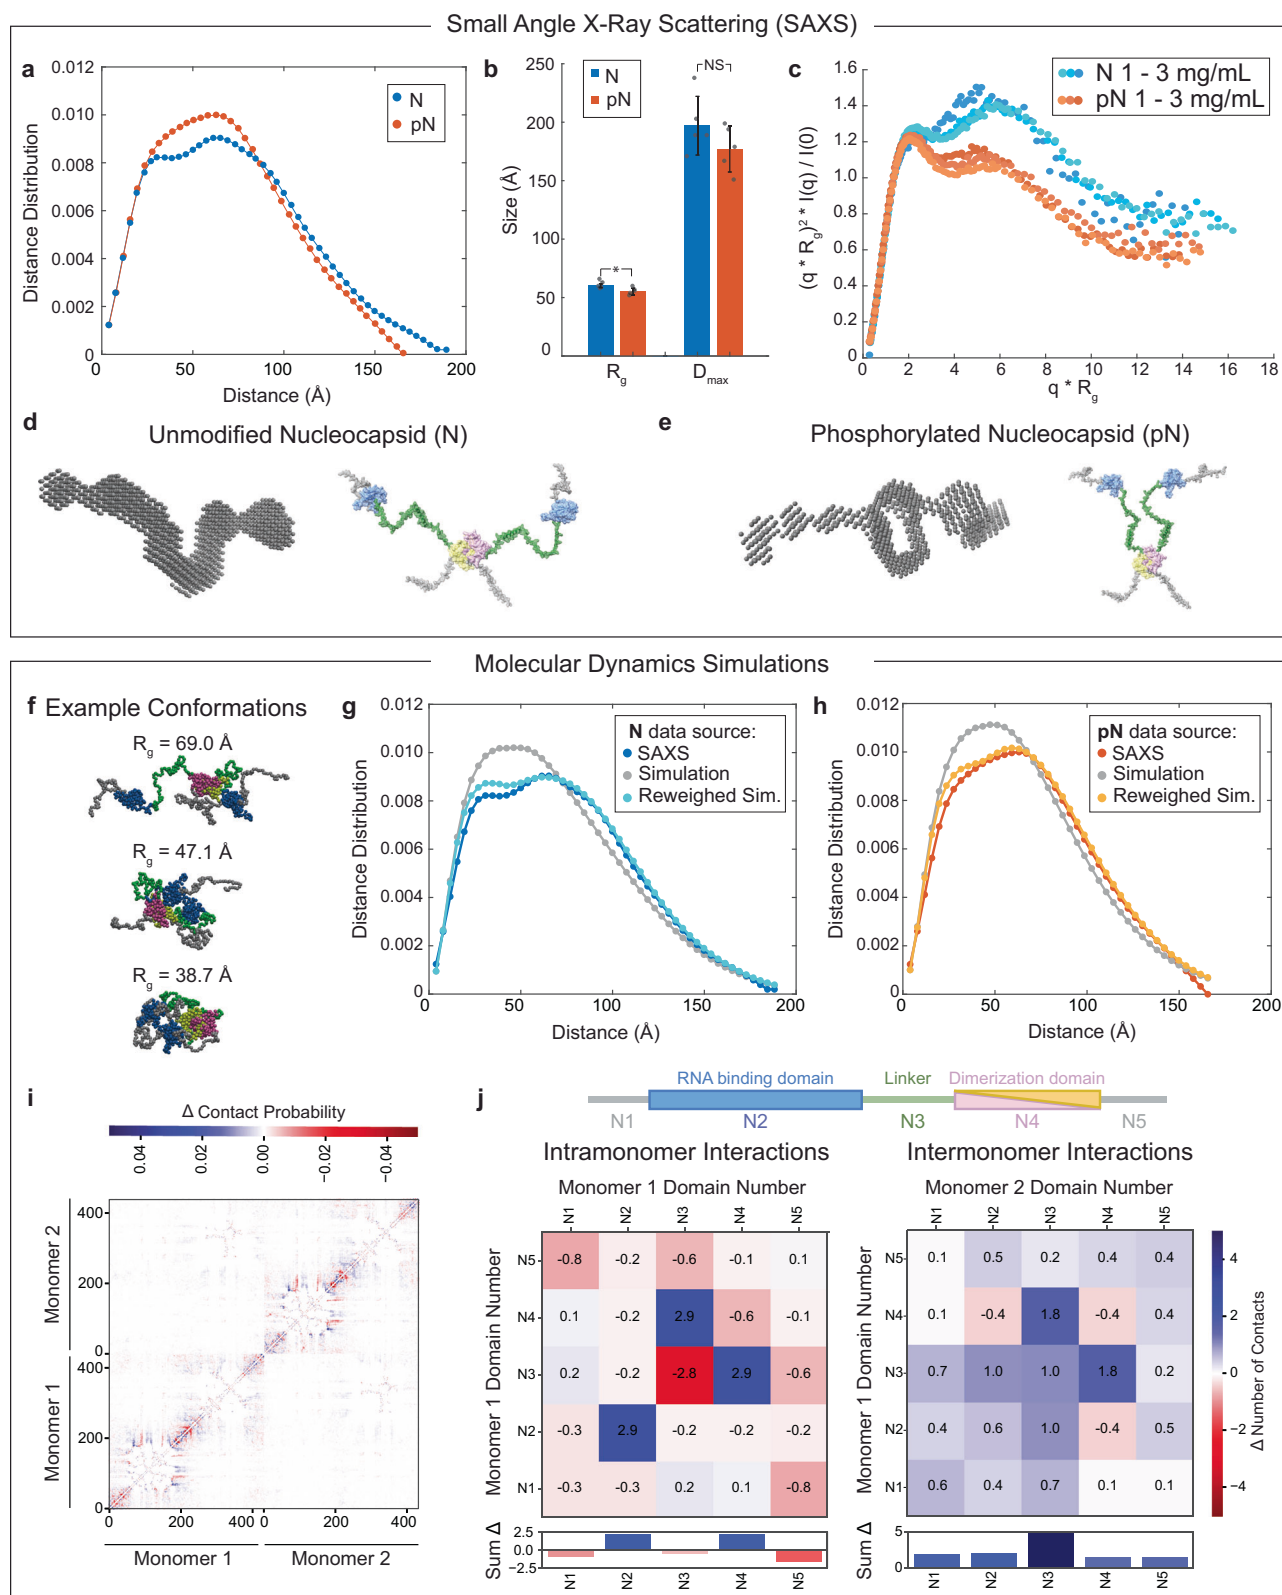 Small Angle X-Ray Scattering (SAXS)
a
0.012
0.010
0.008
0.006
0.004
0.002
0
Distance Distribution
N
pN
0 50 100 150 200
Distance (Å)
b
250
200
150
100
50
0
Size (Å)
N
pN
NS
*
Rg
Dmax
c
1.6
1.4
1.2
1.0
0.8
0.6
0.4
0.2
0
(q * Rg)² * I(q) / I(0)
N 1 - 3 mg/mL
pN 1 - 3 mg/mL
0 2 4 6 8 10 12 14 16 18
q * Rg
d
Unmodified Nucleocapsid (N)
e
Phosphorylated Nucleocapsid (pN)
Molecular Dynamics Simulations
f Example Conformations
Rg = 69.0 Å
Rg = 47.1 Å
Rg = 38.7 Å
g
0.012
0.010
0.008
0.006
0.004
0.002
0
Distance Distribution
N data source:
SAXS
Simulation
Reweighed Sim.
0 50 100 150 200
Distance (Å)
h
0.012
0.010
0.008
0.006
0.004
0.002
0
Distance Distribution
pN data source:
SAXS
Simulation
Reweighed Sim.
0 50 100 150 200
Distance (Å)
i
Δ Contact Probability
0.04 0.02 0.00 -0.02 -0.04
Monomer 2
400
200
0
Monomer 1
400
200
0
0 200 400 0 200 400
Monomer 1 Monomer 2
j
RNA binding domain Linker Dimerization domain
N1 N2 N3 N4 N5
Intramonomer Interactions
Monomer 1 Domain Number
N1 N2 N3 N4 N5
Monomer 1 Domain Number
N5 -0.8 -0.2 -0.6 -0.1 0.1
N4 0.1 -0.2 2.9 -0.6 -0.1
N3 0.2 -0.2 -2.8 2.9 -0.6
N2 -0.3 2.9 -0.2 -0.2 -0.2
N1 -0.3 -0.3 0.2 0.1 -0.8
Sum Δ
2.5
0.0
-2.5
N1 N2 N3 N4 N5
Intermonomer Interactions
Monomer 2 Domain Number
N1 N2 N3 N4 N5
Monomer 1 Domain Number
N5 0.1 0.5 0.2 0.4 0.4
N4 0.1 -0.4 1.8 -0.4 0.4
N3 0.7 1.0 1.0 1.8 0.2
N2 0.4 0.6 1.0 -0.4 0.5
N1 0.6 0.4 0.7 0.1 0.1
Sum Δ
5
0
N1 N2 N3 N4 N5
4
2
0
-2
-4
Δ Number of Contacts